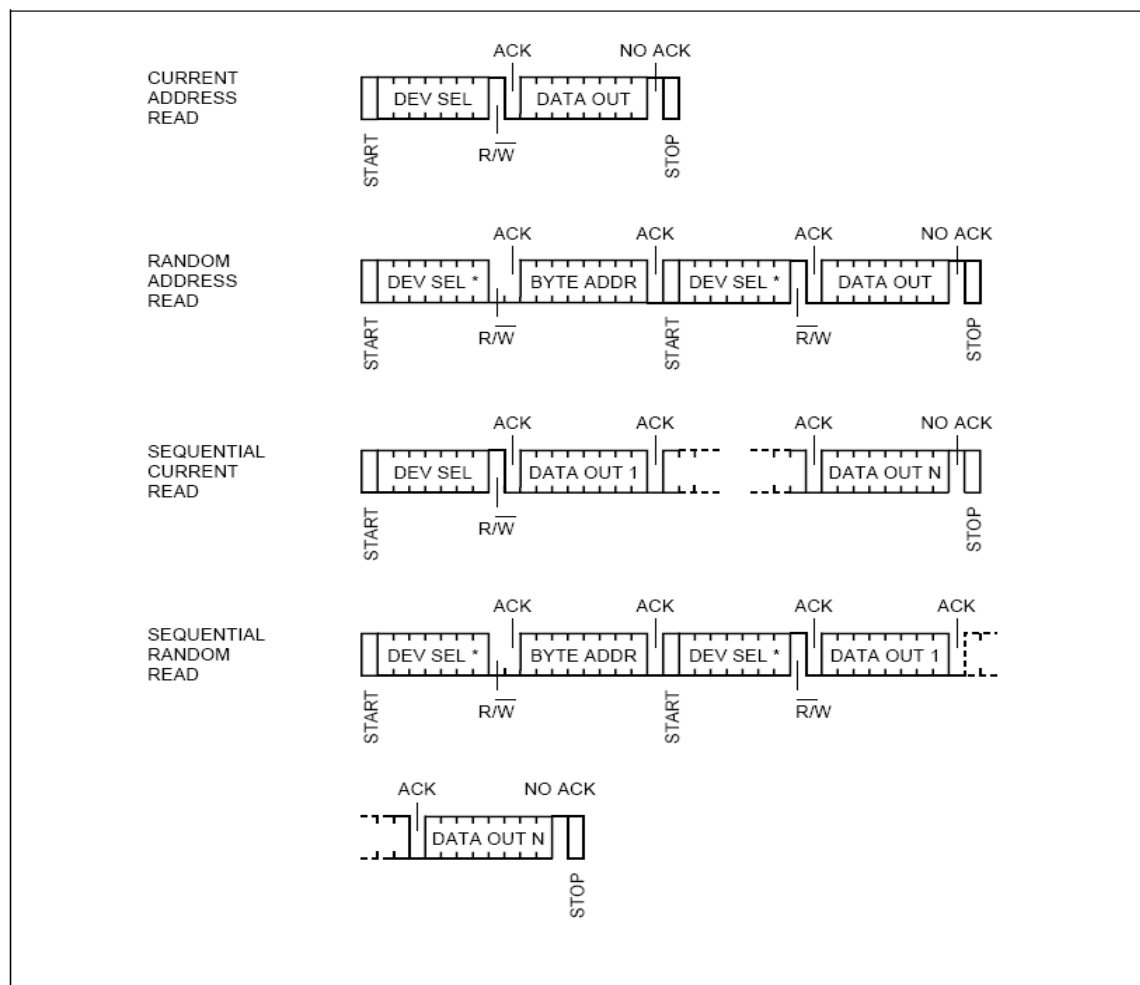 ACK NO ACK
CURRENT
ADDRESS
READ
DEV SEL DATA OUT
START R/W̅ STOP
ACK ACK ACK NO ACK
RANDOM
ADDRESS
READ
DEV SEL * BYTE ADDR DEV SEL * DATA OUT
START R/W̅ START R̅/W STOP
ACK ACK ACK NO ACK
SEQUENTIAL
CURRENT
READ
DEV SEL DATA OUT 1 DATA OUT N
START R/W̅ STOP
ACK ACK ACK ACK
SEQUENTIAL
RANDOM
READ
DEV SEL * BYTE ADDR DEV SEL * DATA OUT 1
START R/W̅ START R̅/W
ACK NO ACK
DATA OUT N
STOP